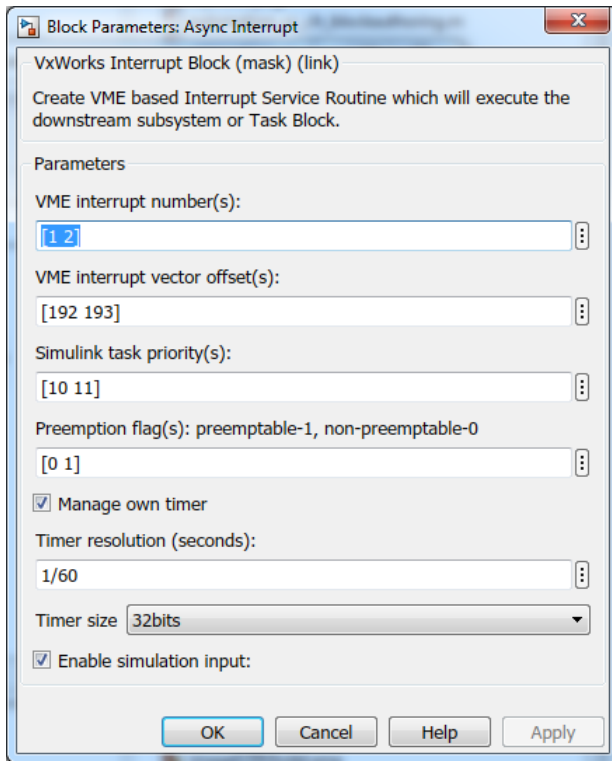 Block Parameters: Async Interrupt
VxWorks Interrupt Block (mask) (link)
Create VME based Interrupt Service Routine which will execute the
downstream subsystem or Task Block.
Parameters
VME interrupt number(s):
[1 2]
VME interrupt vector offset(s):
[192 193]
Simulink task priority(s):
[10 11]
Preemption flag(s): preemptable-1, non-preemptable-0
[0 1]
Manage own timer
Timer resolution (seconds):
1/60
Timer size 32bits
Enable simulation input:
OK Cancel Help Apply